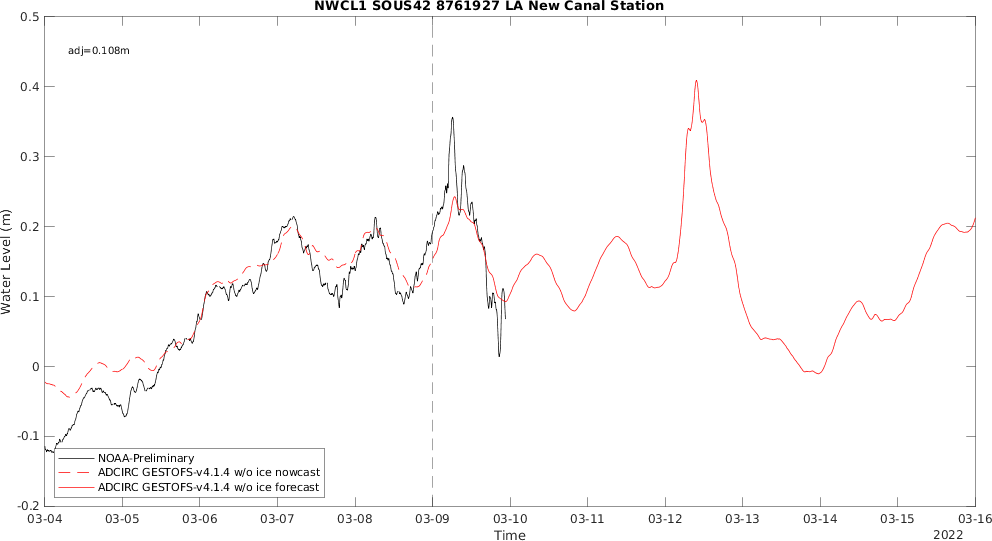 NWCL1 SOUS42 8761927 LA New Canal Station
0.5
adj=0.108m
0.4
0.3
0.2
0.1
0
-0.1
-0.2
Water Level (m)
NOAA-Preliminary
ADCIRC GESTOFS-v4.1.4 w/o ice nowcast
ADCIRC GESTOFS-v4.1.4 w/o ice forecast
03-04 03-05 03-06 03-07 03-08 03-09 03-10 03-11 03-12 03-13 03-14 03-15 03-16
Time
2022